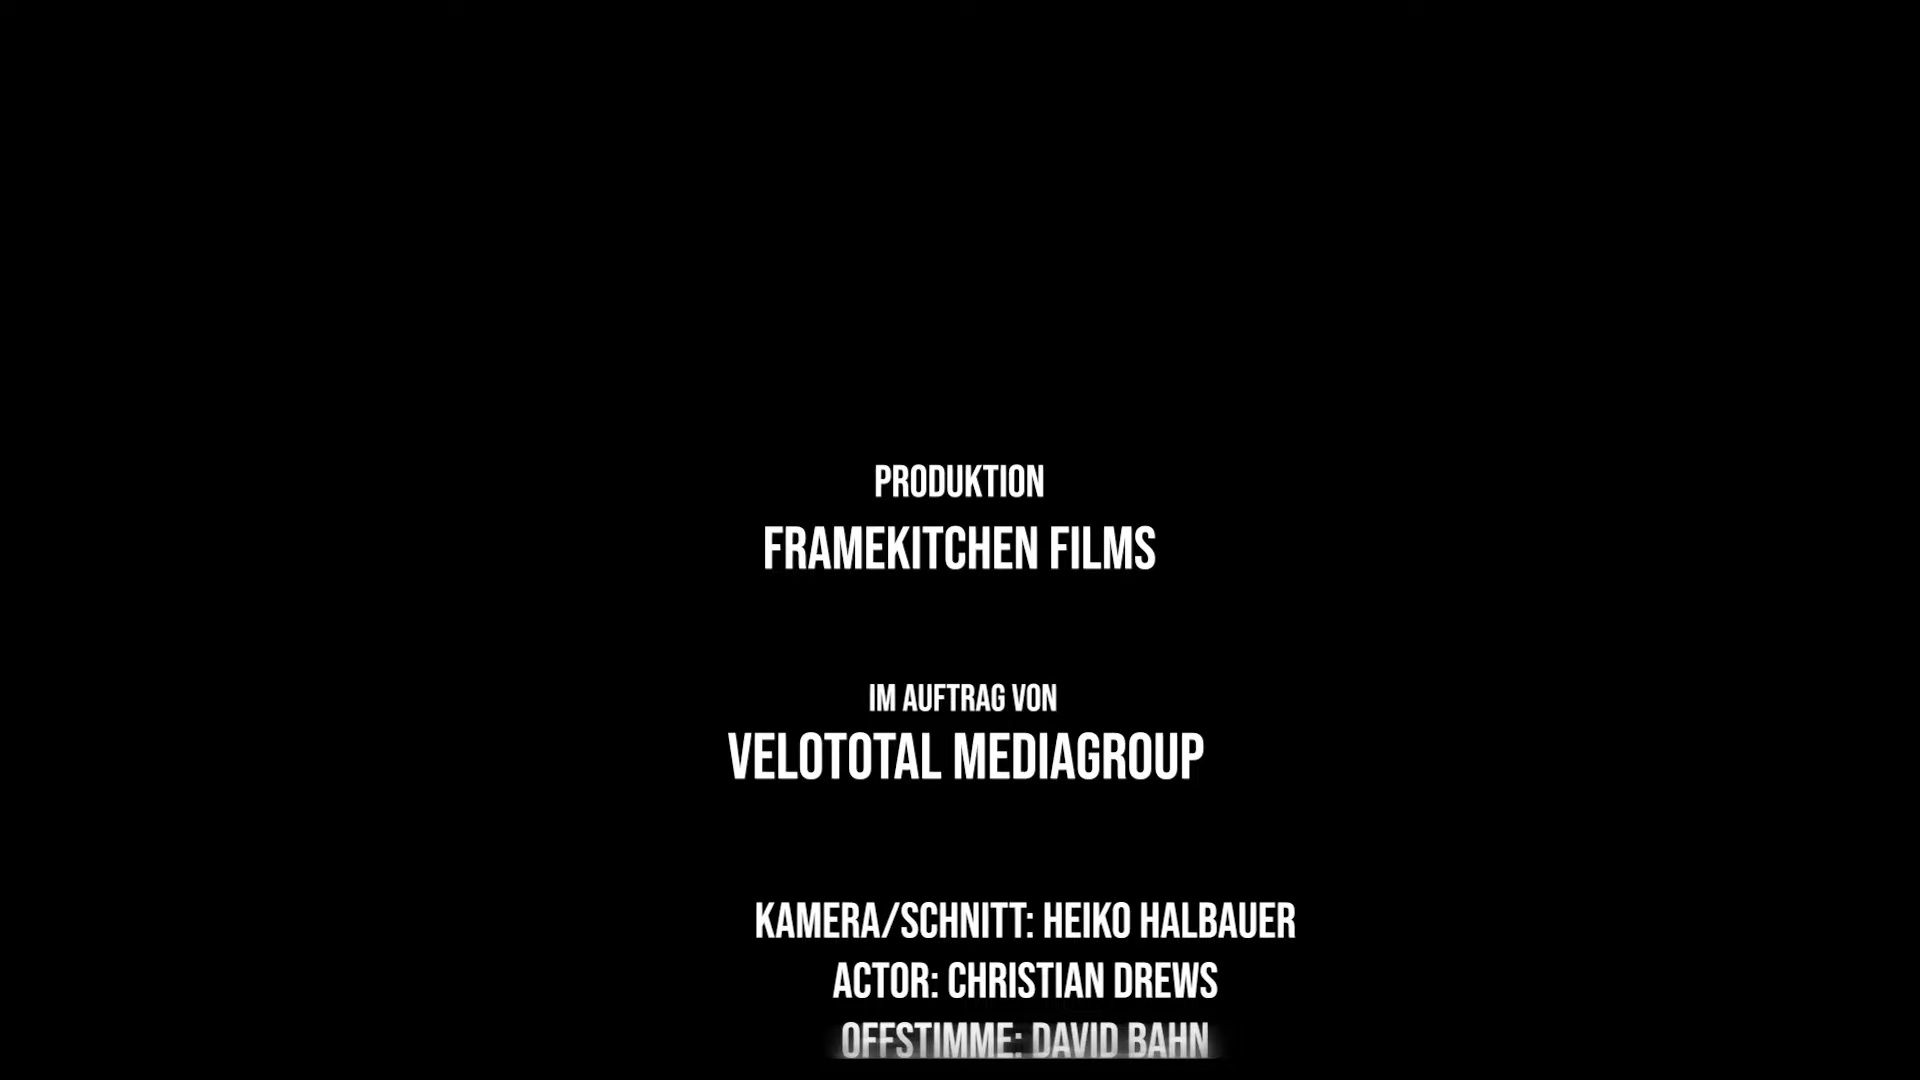 PRODUKTION
FRAMEKITCHEN FILMS
IM AUFTRAG VON
VELOTOTAL MEDIAGROUP
KAMERA/SCHNITT: HEIKO HALBAUER
ACTOR: CHRISTIAN DREWS
OFFSTIMME: DAVID BAHN